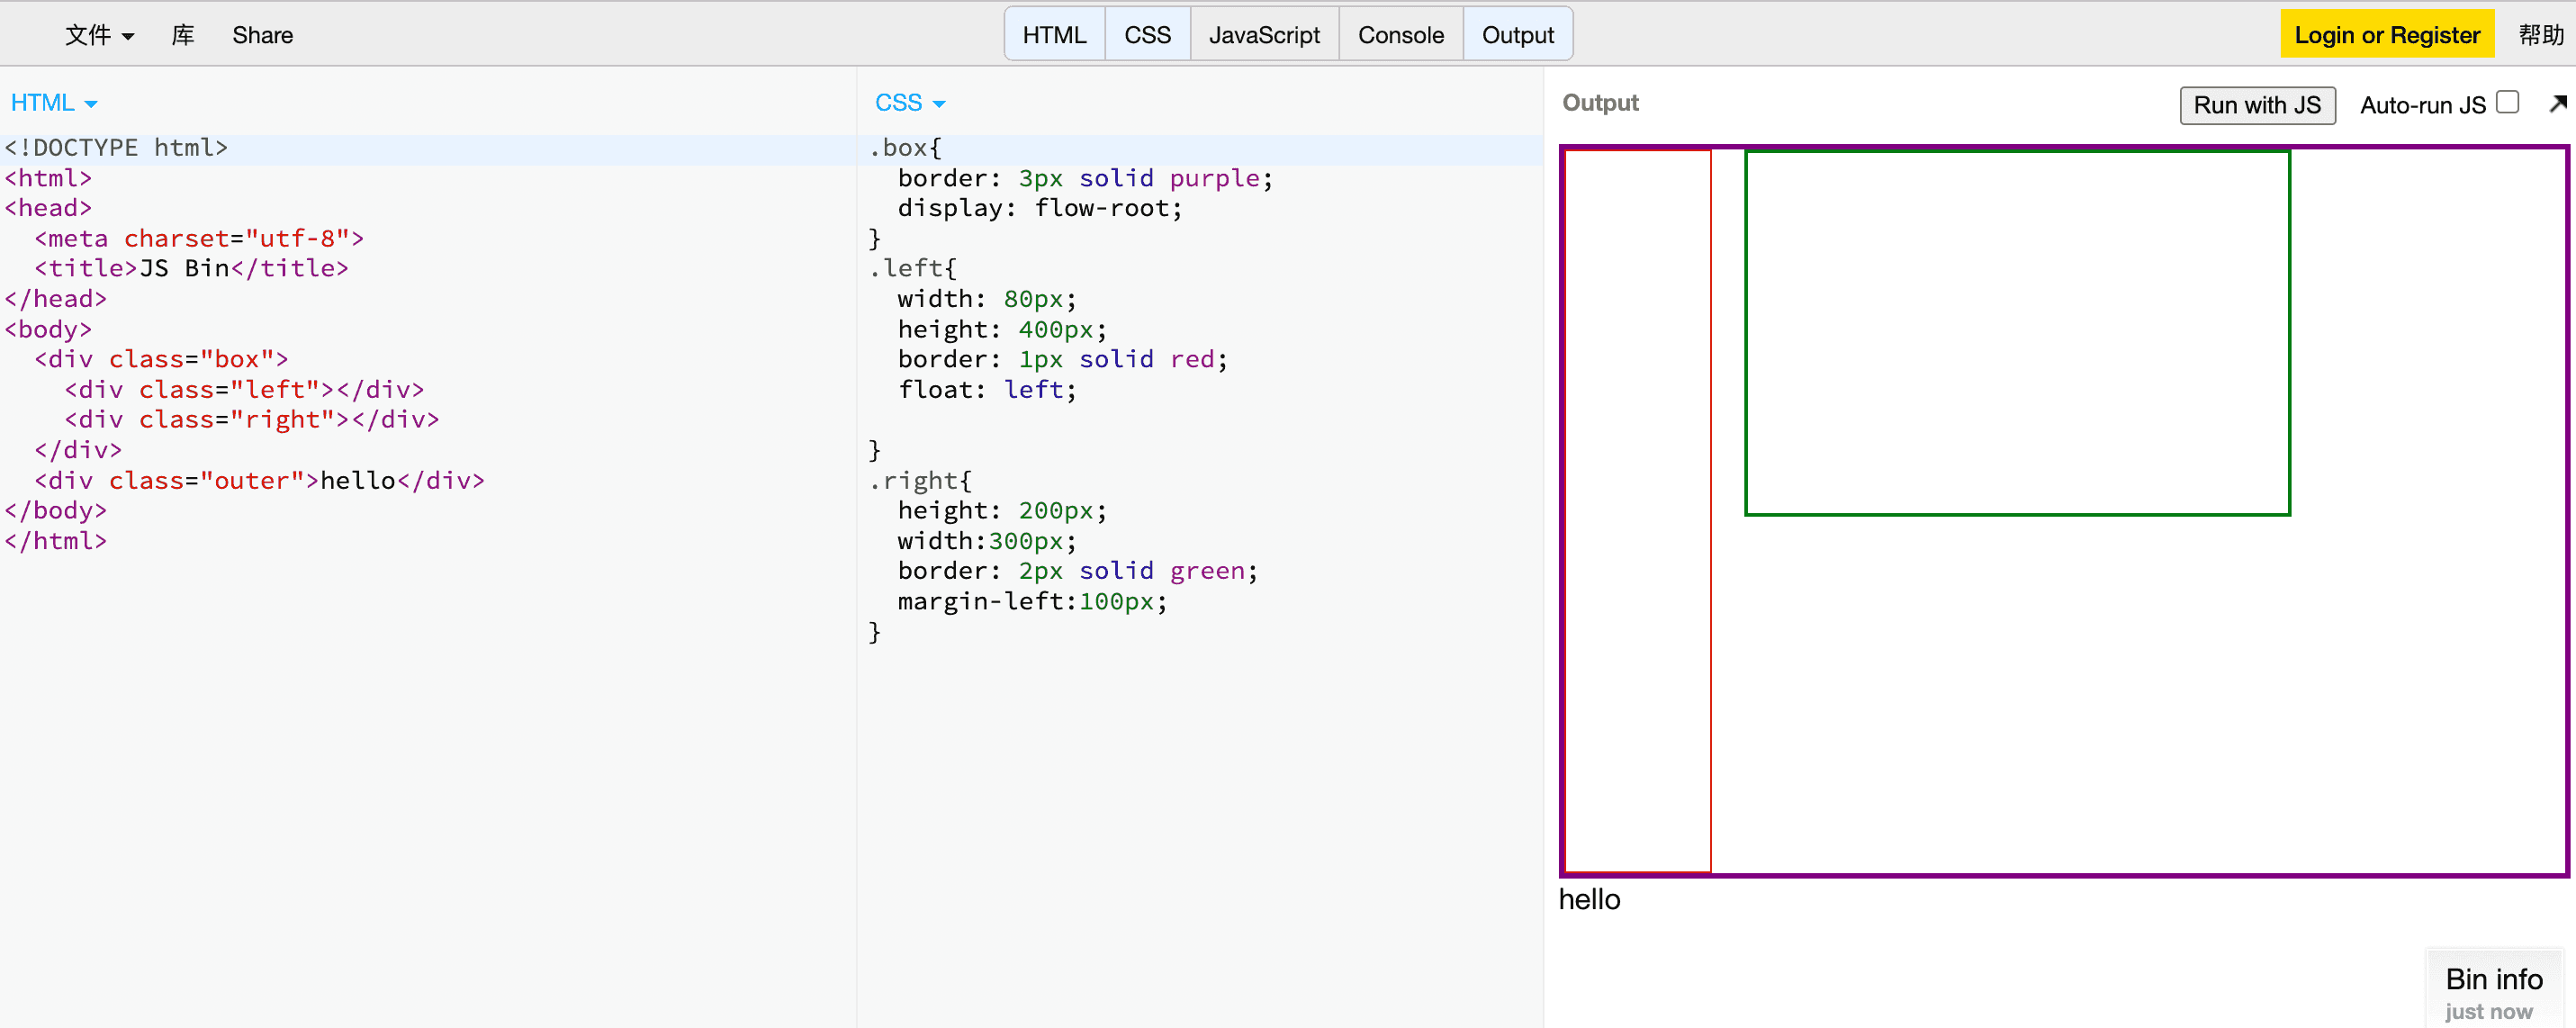 文件 库 Share HTML CSS JavaScript Console Output Login or Register 帮助
HTML
<!DOCTYPE html>
<html>
<head>
  <meta charset="utf-8">
  <title>JS Bin</title>
</head>
<body>
  <div class="box">
    <div class="left"></div>
    <div class="right"></div>
  </div>
  <div class="outer">hello</div>
</body>
</html>
CSS
.box{
  border: 3px solid purple;
  display: flow-root;
}
.left{
  width: 80px;
  height: 400px;
  border: 1px solid red;
  float: left;

}
.right{
  height: 200px;
  width:300px;
  border: 2px solid green;
  margin-left:100px;
}
Output Run with JS Auto-run JS
hello
Bin info
just now